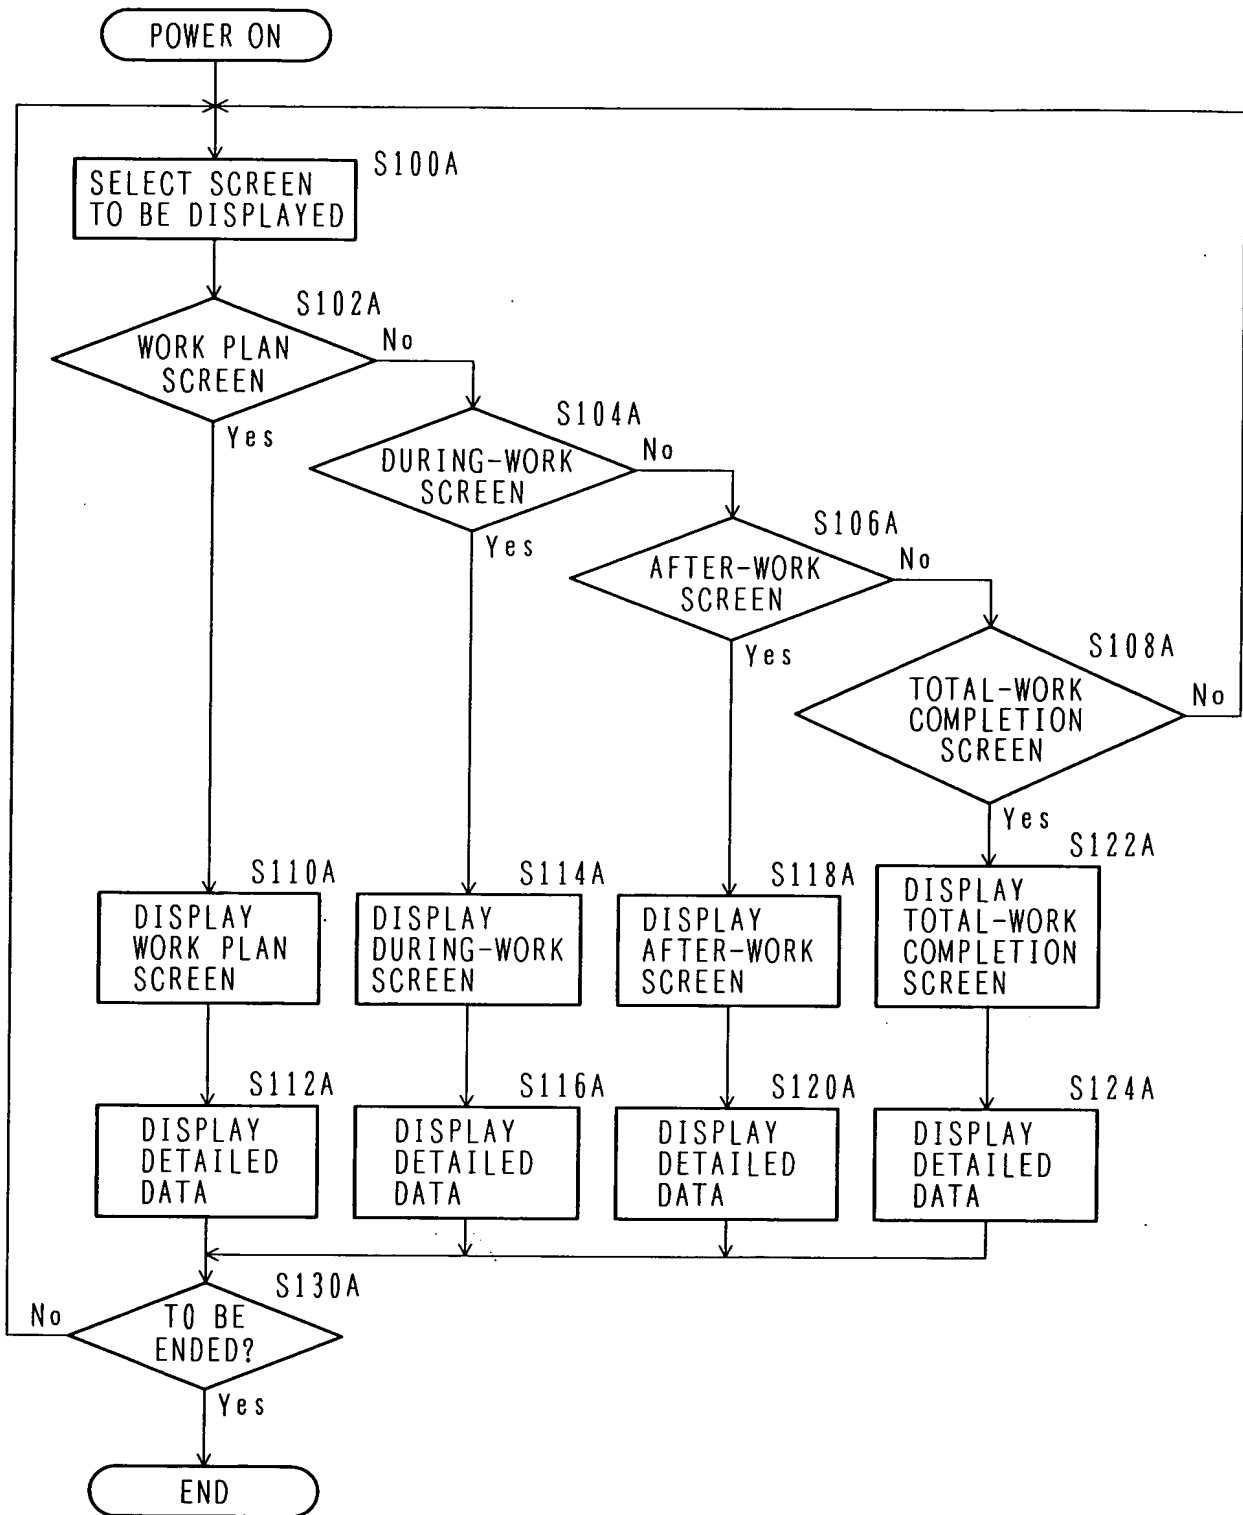 POWER ON
S100A
SELECT SCREEN
TO BE DISPLAYED
S102A
WORK PLAN
SCREEN
No
Yes
S104A
DURING-WORK
SCREEN
No
Yes
S106A
AFTER-WORK
SCREEN
No
Yes
S108A
TOTAL-WORK
COMPLETION
SCREEN
No
Yes
S110A
DISPLAY
WORK PLAN
SCREEN
S114A
DISPLAY
DURING-WORK
SCREEN
S118A
DISPLAY
AFTER-WORK
SCREEN
S122A
DISPLAY
TOTAL-WORK
COMPLETION
SCREEN
S112A
DISPLAY
DETAILED
DATA
S116A
DISPLAY
DETAILED
DATA
S120A
DISPLAY
DETAILED
DATA
S124A
DISPLAY
DETAILED
DATA
S130A
TO BE
ENDED?
No
Yes
END